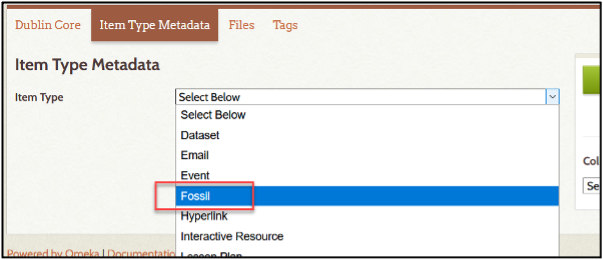 Dublin Core Item Type Metadata Files Tags
Item Type Metadata
Item Type Select Below
Select Below
Dataset
Email
Event
Fossil
Hyperlink
Interactive Resource
Lesson Plan
Col
Se
Powered by Omeka | Documentatio